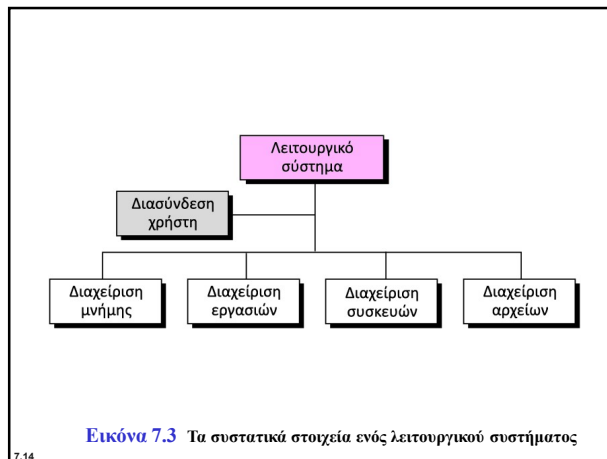 Λειτουργικό
σύστημα
Διασύνδεση
χρήστη
Διαχείριση
μνήμης
Διαχείριση
εργασιών
Διαχείριση
συσκευών
Διαχείριση
αρχείων
Εικόνα 7.3 Τα συστατικά στοιχεία ενός λειτουργικού συστήματος
7.14